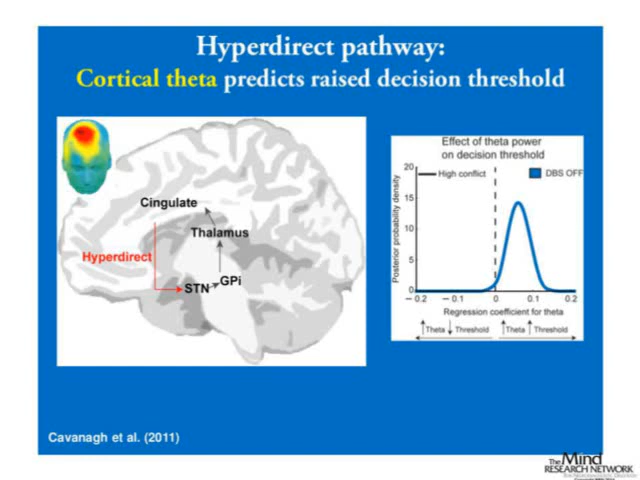 Hyperdirect pathway:
Cortical theta predicts raised decision threshold
Cingulate
Thalamus
Hyperdirect
STN
GPi
Effect of theta power
on decision threshold
High conflict
DBS OFF
Posterior probability density
20
15
10
5
0
−0.2 −0.1 0 0.1 0.2
Regression coefficient for theta
↑Theta ↓Threshold ↑Theta ↑Threshold
Cavanagh et al. (2011)
The Mind
RESEARCH NETWORK